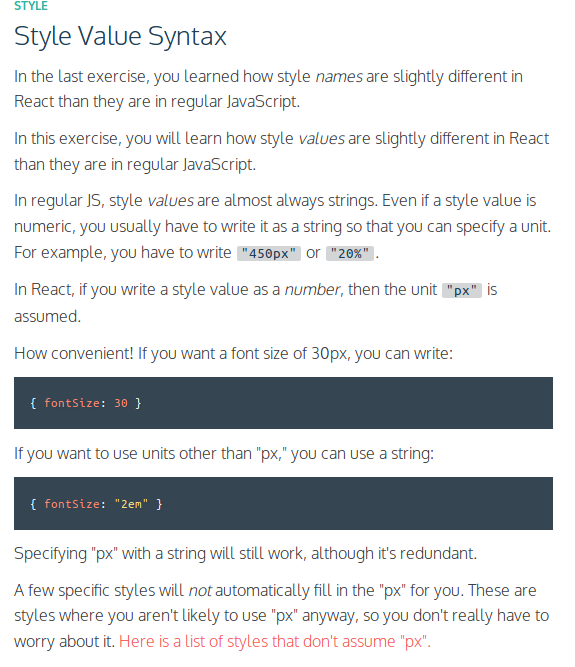 STYLE
Style Value Syntax
In the last exercise, you learned how style names are slightly different in
React than they are in regular JavaScript.
In this exercise, you will learn how style values are slightly different in React
than they are in regular JavaScript.
In regular JS, style values are almost always strings. Even if a style value is
numeric, you usually have to write it as a string so that you can specify a unit.
For example, you have to write "450px" or "20%".
In React, if you write a style value as a number, then the unit "px" is
assumed.
How convenient! If you want a font size of 30px, you can write:
{ fontSize: 30 }
If you want to use units other than "px," you can use a string:
{ fontSize: "2em" }
Specifying "px" with a string will still work, although it's redundant.
A few specific styles will not automatically fill in the "px" for you. These are
styles where you aren't likely to use "px" anyway, so you don't really have to
worry about it. Here is a list of styles that don't assume "px".